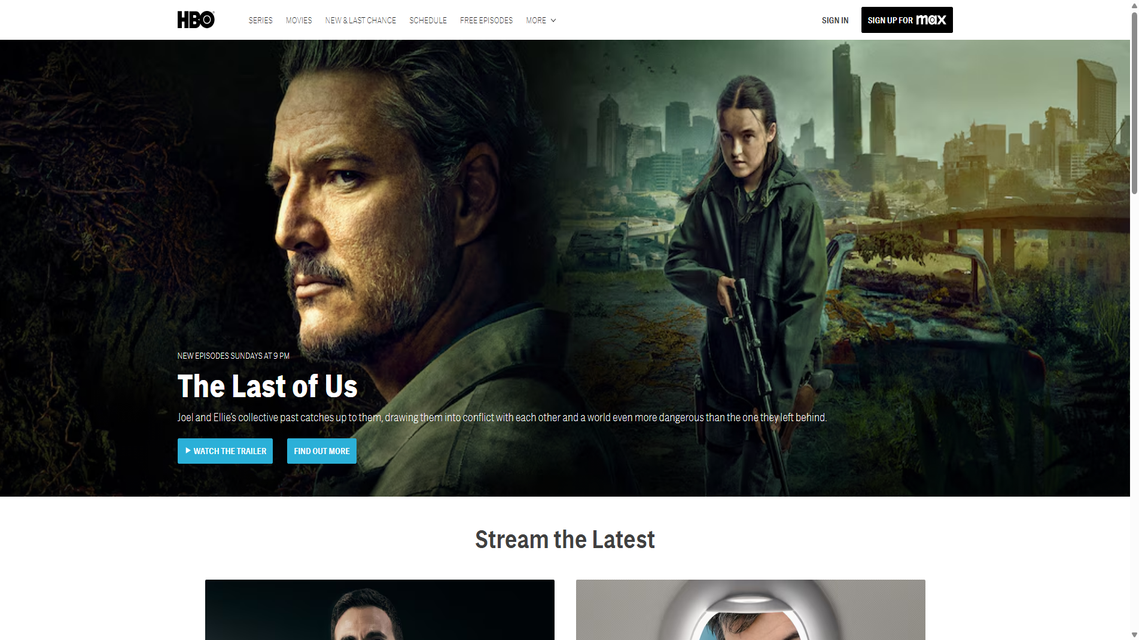 HBO
SERIES
MOVIES
NEW & LAST CHANCE
SCHEDULE
FREE EPISODES
MORE
SIGN IN
SIGN UP FOR max
NEW EPISODES SUNDAYS AT 9 PM
The Last of Us
Joel and Ellie's collective past catches up to them, drawing them into conflict with each other and a world even more dangerous than the one they left behind.
WATCH THE TRAILER
FIND OUT MORE
Stream the Latest